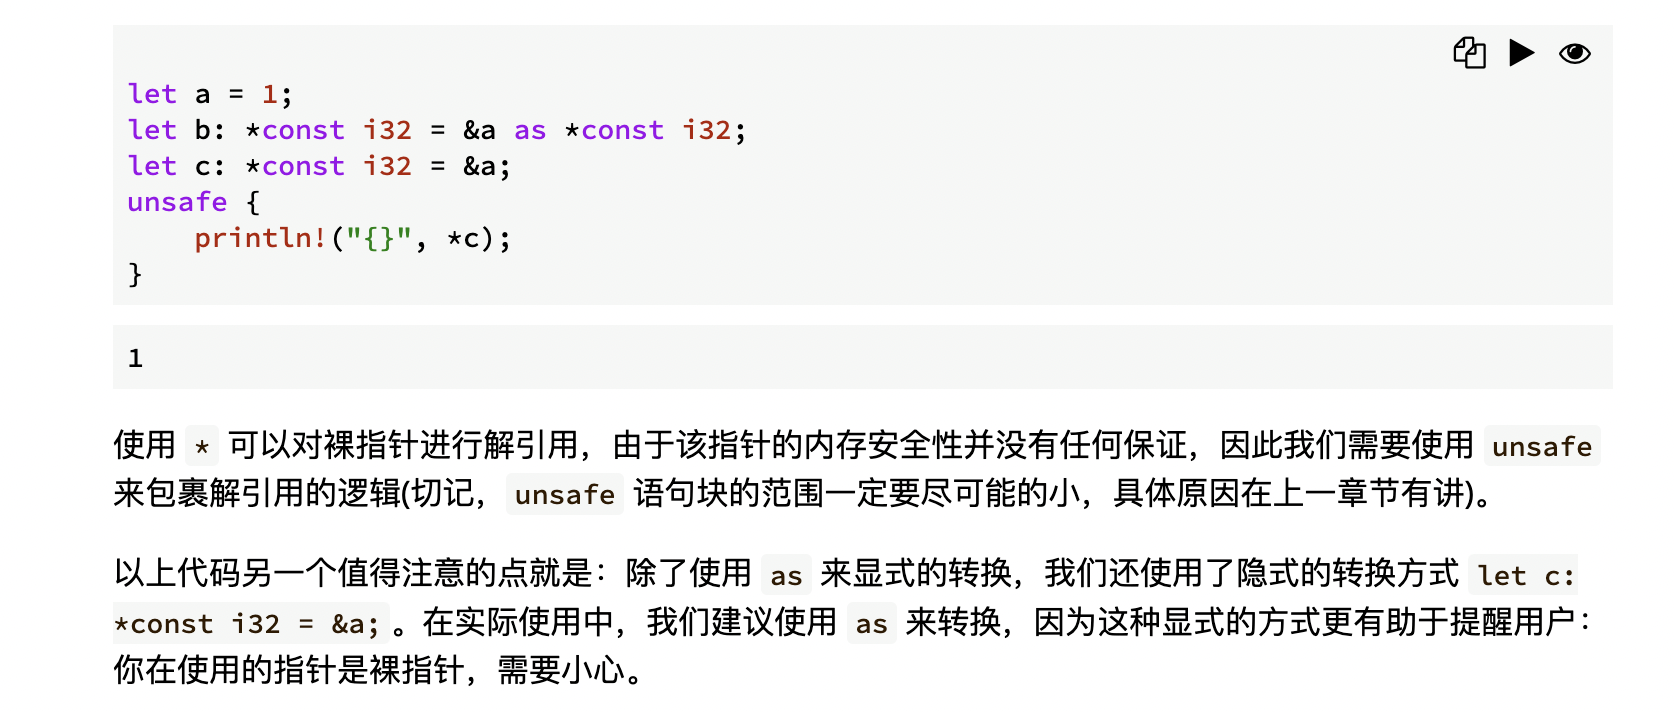 let a = 1;
let b: *const i32 = &a as *const i32;
let c: *const i32 = &a;
unsafe {
    println!("{}", *c);
}
1
使用 * 可以对裸指针进行解引用，由于该指针的内存安全性并没有任何保证，因此我们需要使用 unsafe
来包裹解引用的逻辑(切记，unsafe 语句块的范围一定要尽可能的小，具体原因在上一章节有讲)。
以上代码另一个值得注意的点就是：除了使用 as 来显式的转换，我们还使用了隐式的转换方式 let c:
*const i32 = &a;。在实际使用中，我们建议使用 as 来转换，因为这种显式的方式更有助于提醒用户：
你在使用的指针是裸指针，需要小心。